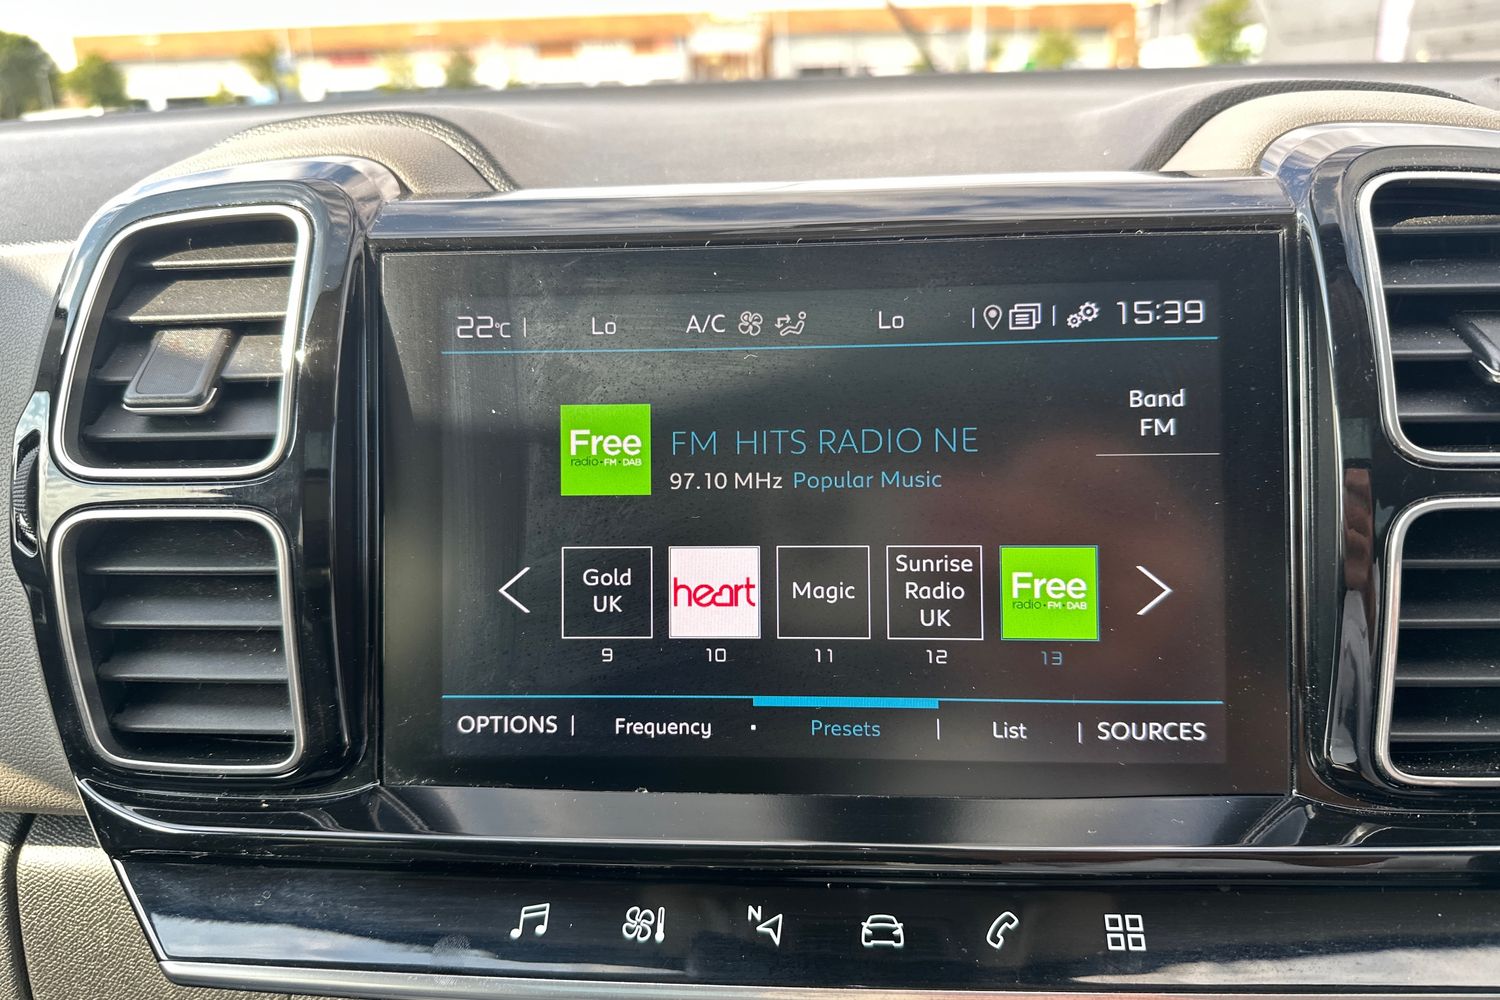 22°C | Lo A/C Lo | | 15:39
Band
FM
Free
radio·FM·DAB
FM HITS RADIO NE
97.10 MHz Popular Music
Gold
UK
heart
Magic
Sunrise
Radio
UK
Free
radio·FM·DAB
9 10 11 12 13
OPTIONS | Frequency · Presets | List | SOURCES
N